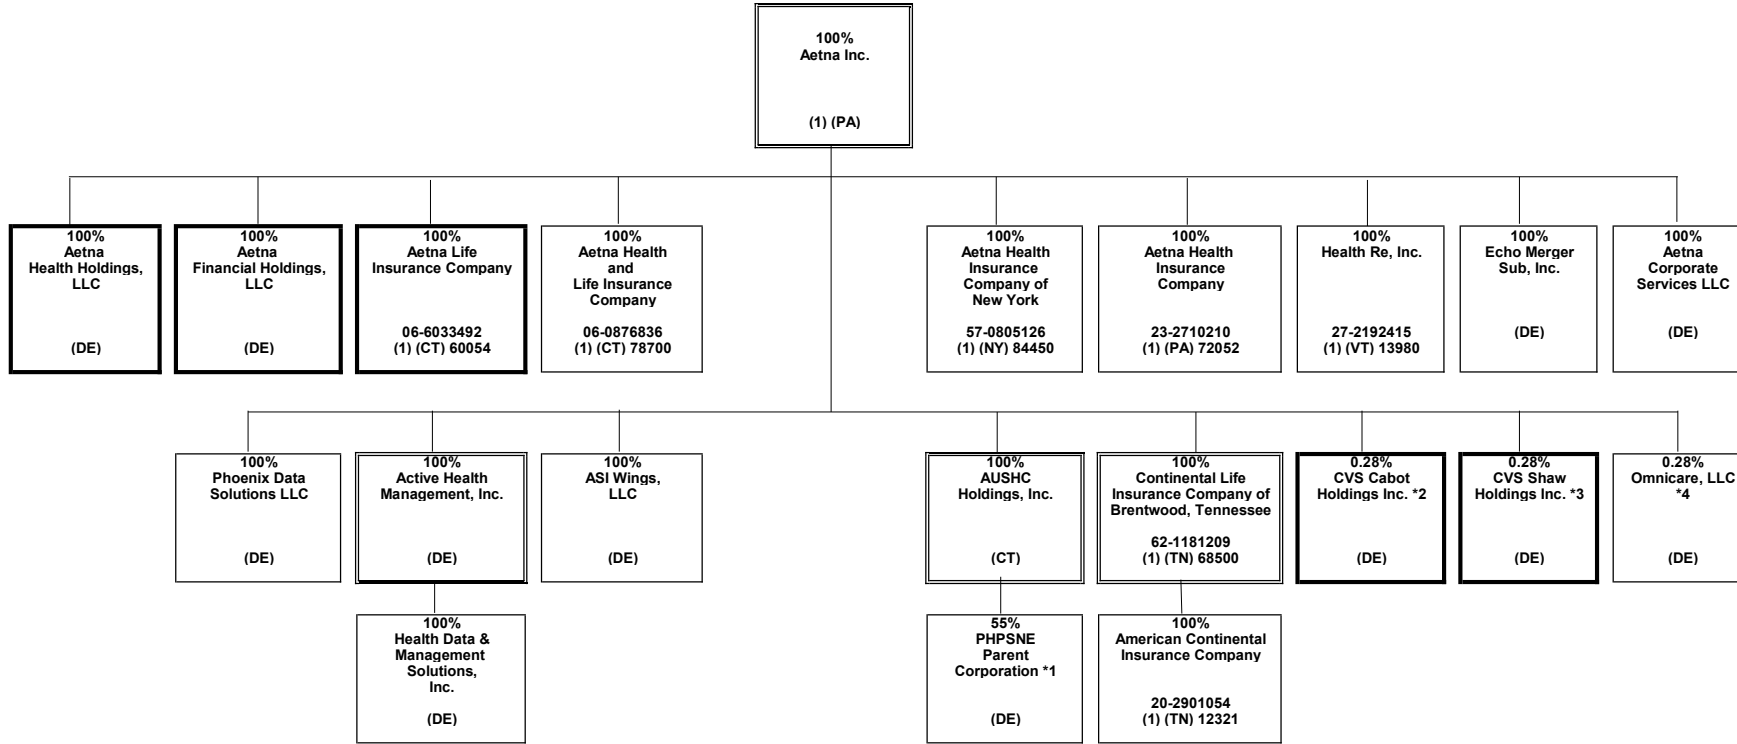 100%
Aetna Inc.
(1) (PA)
100%
Aetna
Health Holdings,
LLC
(DE)
100%
Aetna
Financial Holdings,
LLC
(DE)
100%
Aetna Life
Insurance Company
06-6033492
(1) (CT) 60054
100%
Aetna Health
and
Life Insurance
Company
06-0876836
(1) (CT) 78700
100%
Aetna Health
Insurance
Company of
New York
57-0805126
(1) (NY) 84450
100%
Aetna Health
Insurance
Company
23-2710210
(1) (PA) 72052
100%
Health Re, Inc.
27-2192415
(1) (VT) 13980
100%
Echo Merger
Sub, Inc.
(DE)
100%
Aetna
Corporate
Services LLC
(DE)
100%
Phoenix Data
Solutions LLC
(DE)
100%
Active Health
Management, Inc.
(DE)
100%
ASI Wings,
LLC
(DE)
100%
AUSHC
Holdings, Inc.
(CT)
100%
Continental Life
Insurance Company of
Brentwood, Tennessee
62-1181209
(1) (TN) 68500
0.28%
CVS Cabot
Holdings Inc. *2
(DE)
0.28%
CVS Shaw
Holdings Inc. *3
(DE)
0.28%
Omnicare, LLC
*4
(DE)
100%
Health Data &
Management
Solutions,
Inc.
(DE)
55%
PHPSNE
Parent
Corporation *1
(DE)
100%
American Continental
Insurance Company
20-2901054
(1) (TN) 12321